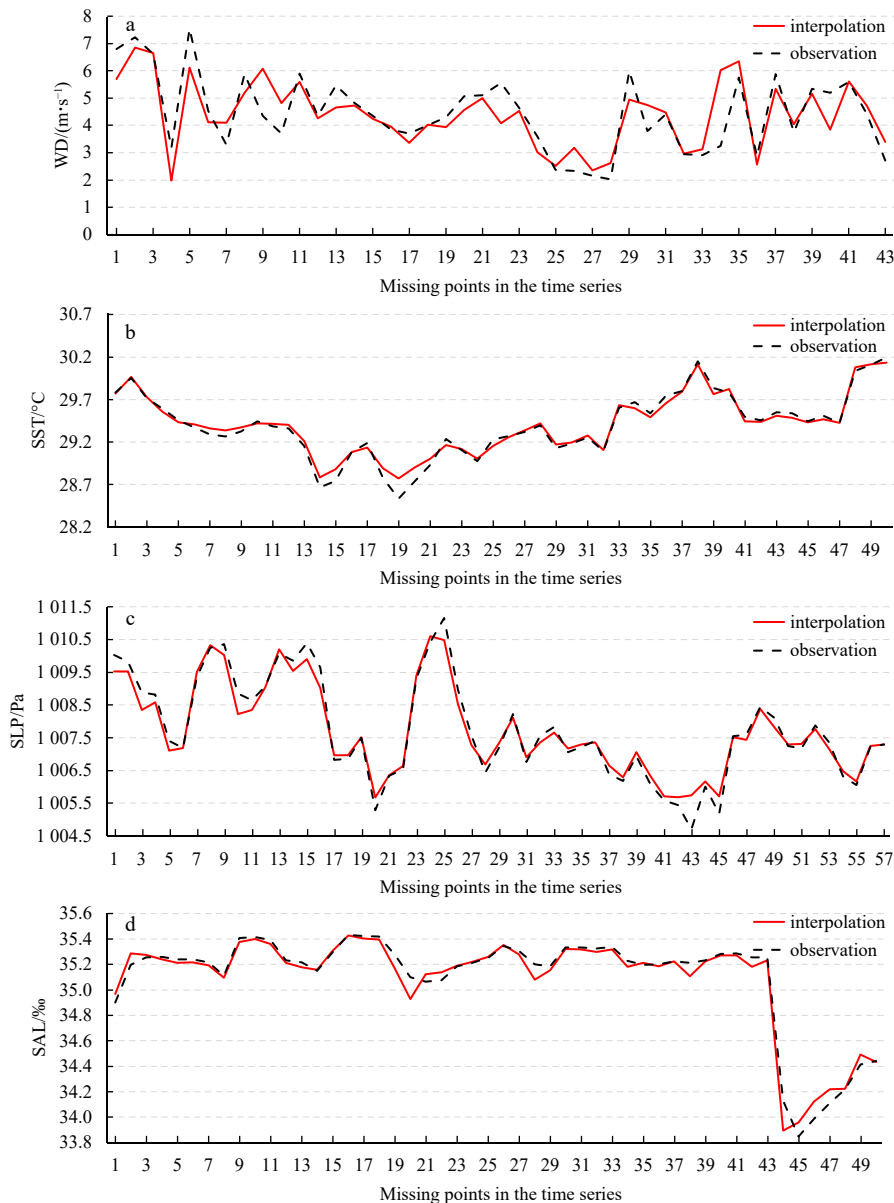 a
interpolation
observation
WD/(m·s⁻¹)
8
7
6
5
4
3
2
1
0
1 3 5 7 9 11 13 15 17 19 21 23 25 27 29 31 33 35 37 39 41 43
Missing points in the time series
b
interpolation
observation
SST/°C
30.7
30.2
29.7
29.2
28.7
28.2
1 3 5 7 9 11 13 15 17 19 21 23 25 27 29 31 33 35 37 39 41 43 45 47 49
Missing points in the time series
c
interpolation
observation
SLP/Pa
1 011.5
1 010.5
1 009.5
1 008.5
1 007.5
1 006.5
1 005.5
1 004.5
1 3 5 7 9 11 13 15 17 19 21 23 25 27 29 31 33 35 37 39 41 43 45 47 49 51 53 55 57
Missing points in the time series
d
interpolation
observation
SAL/‰
35.6
35.4
35.2
35.0
34.8
34.6
34.4
34.2
34.0
33.8
1 3 5 7 9 11 13 15 17 19 21 23 25 27 29 31 33 35 37 39 41 43 45 47 49
Missing points in the time series